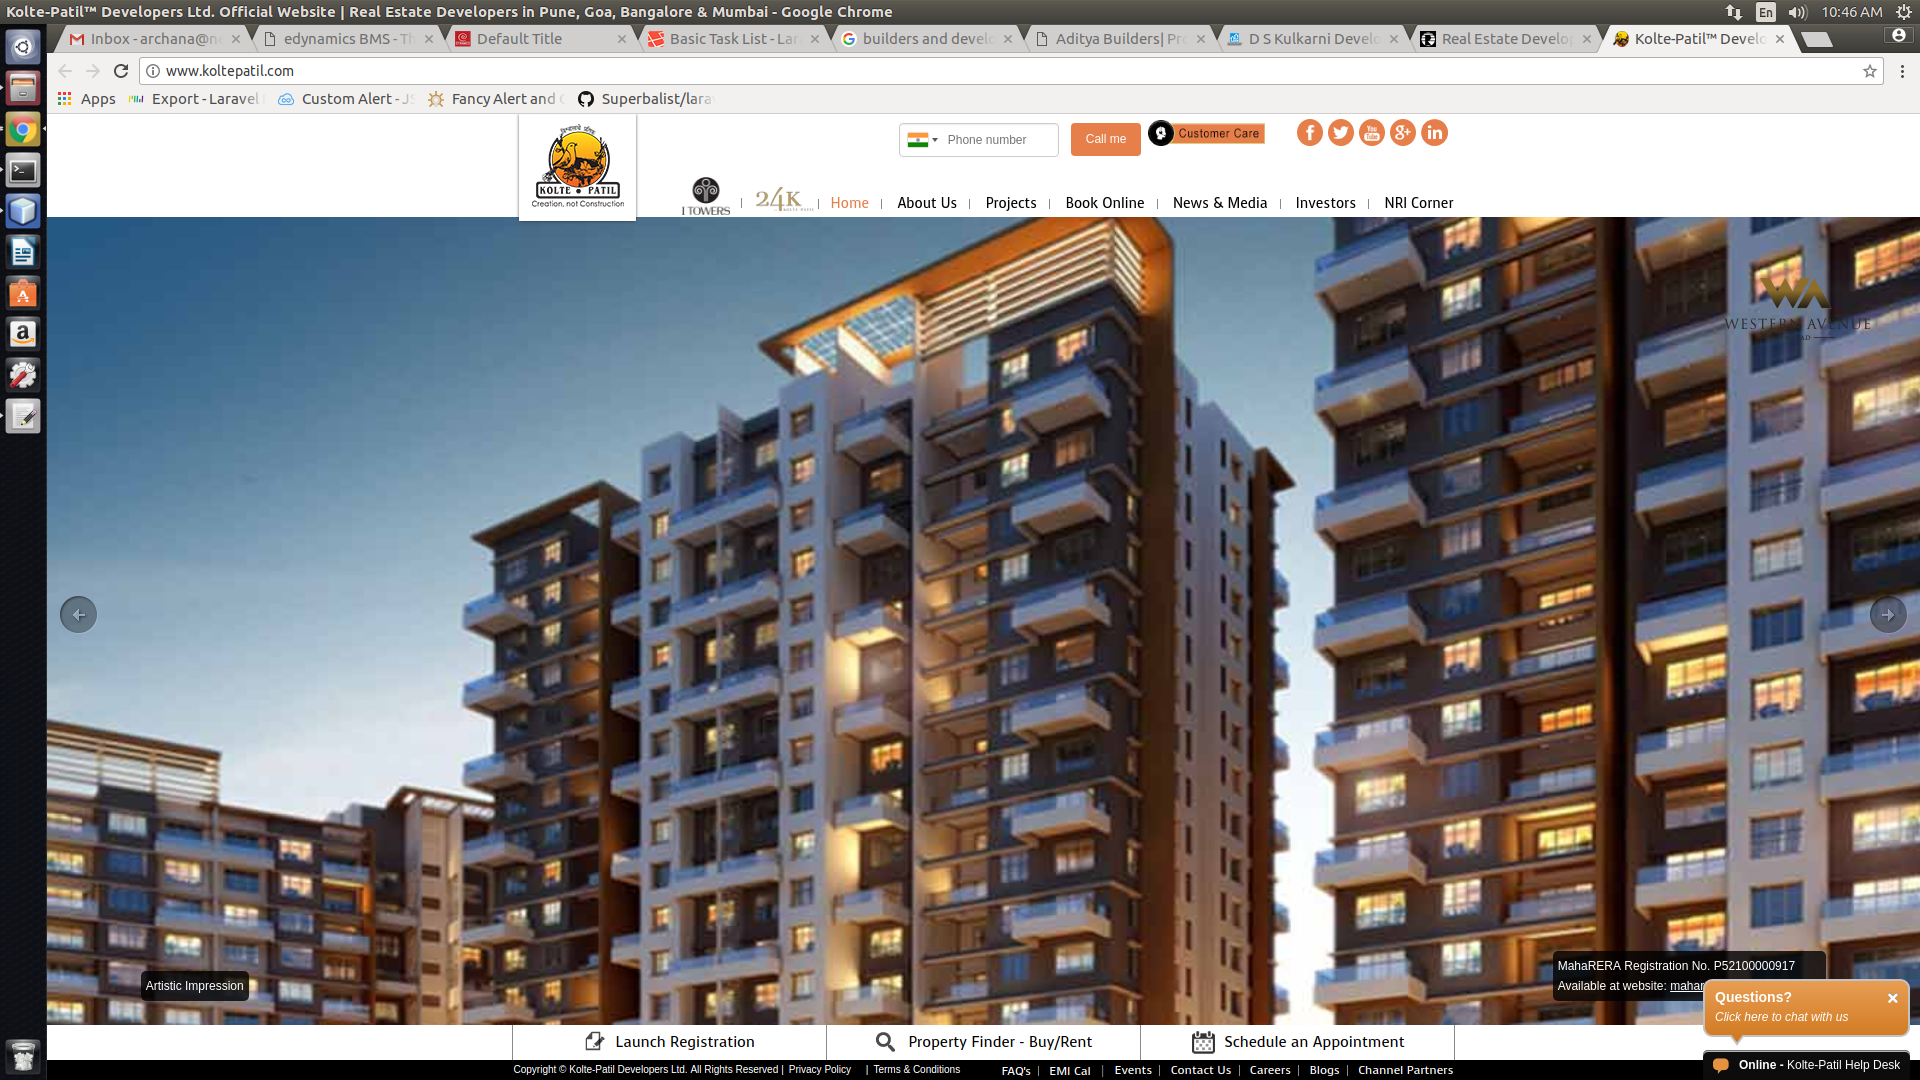 Kolte-Patil™ Developers Ltd. Official Website | Real Estate Developers in Pune, Goa, Bangalore & Mumbai - Google Chrome
En 10:46 AM
Inbox - archana@n
edynamics BMS - Th
Default Title
Basic Task List - Lar
builders and develo
Aditya Builders| Pr
D S Kulkarni Develo
Real Estate Develop
Kolte-Patil™ Develo
www.koltepatil.com
Apps
Export - Laravel
Custom Alert - JS
Fancy Alert and
Superbalist/lara
KOLTE • PATIL
Creation, not Construction
Phone number
Call me
Customer Care
You Tube
I TOWERS
24K
KOLTE PATIL
Home
About Us
Projects
Book Online
News & Media
Investors
NRI Corner
WESTERN AVENUE
Artistic Impression
MahaRERA Registration No. P52100000917
Available at website: mahar
Questions?
Click here to chat with us
Launch Registration
Property Finder - Buy/Rent
Schedule an Appointment
Copyright © Kolte-Patil Developers Ltd. All Rights Reserved | Privacy Policy | Terms & Conditions
FAQ's | EMI Cal | Events | Contact Us | Careers | Blogs | Channel Partners
Online - Kolte-Patil Help Desk